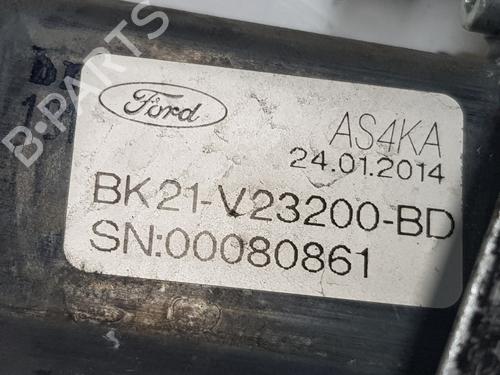 B-PARTS
Ford
AS4KA
24.01.2014
BK21-V23200-BD
SN:00080861